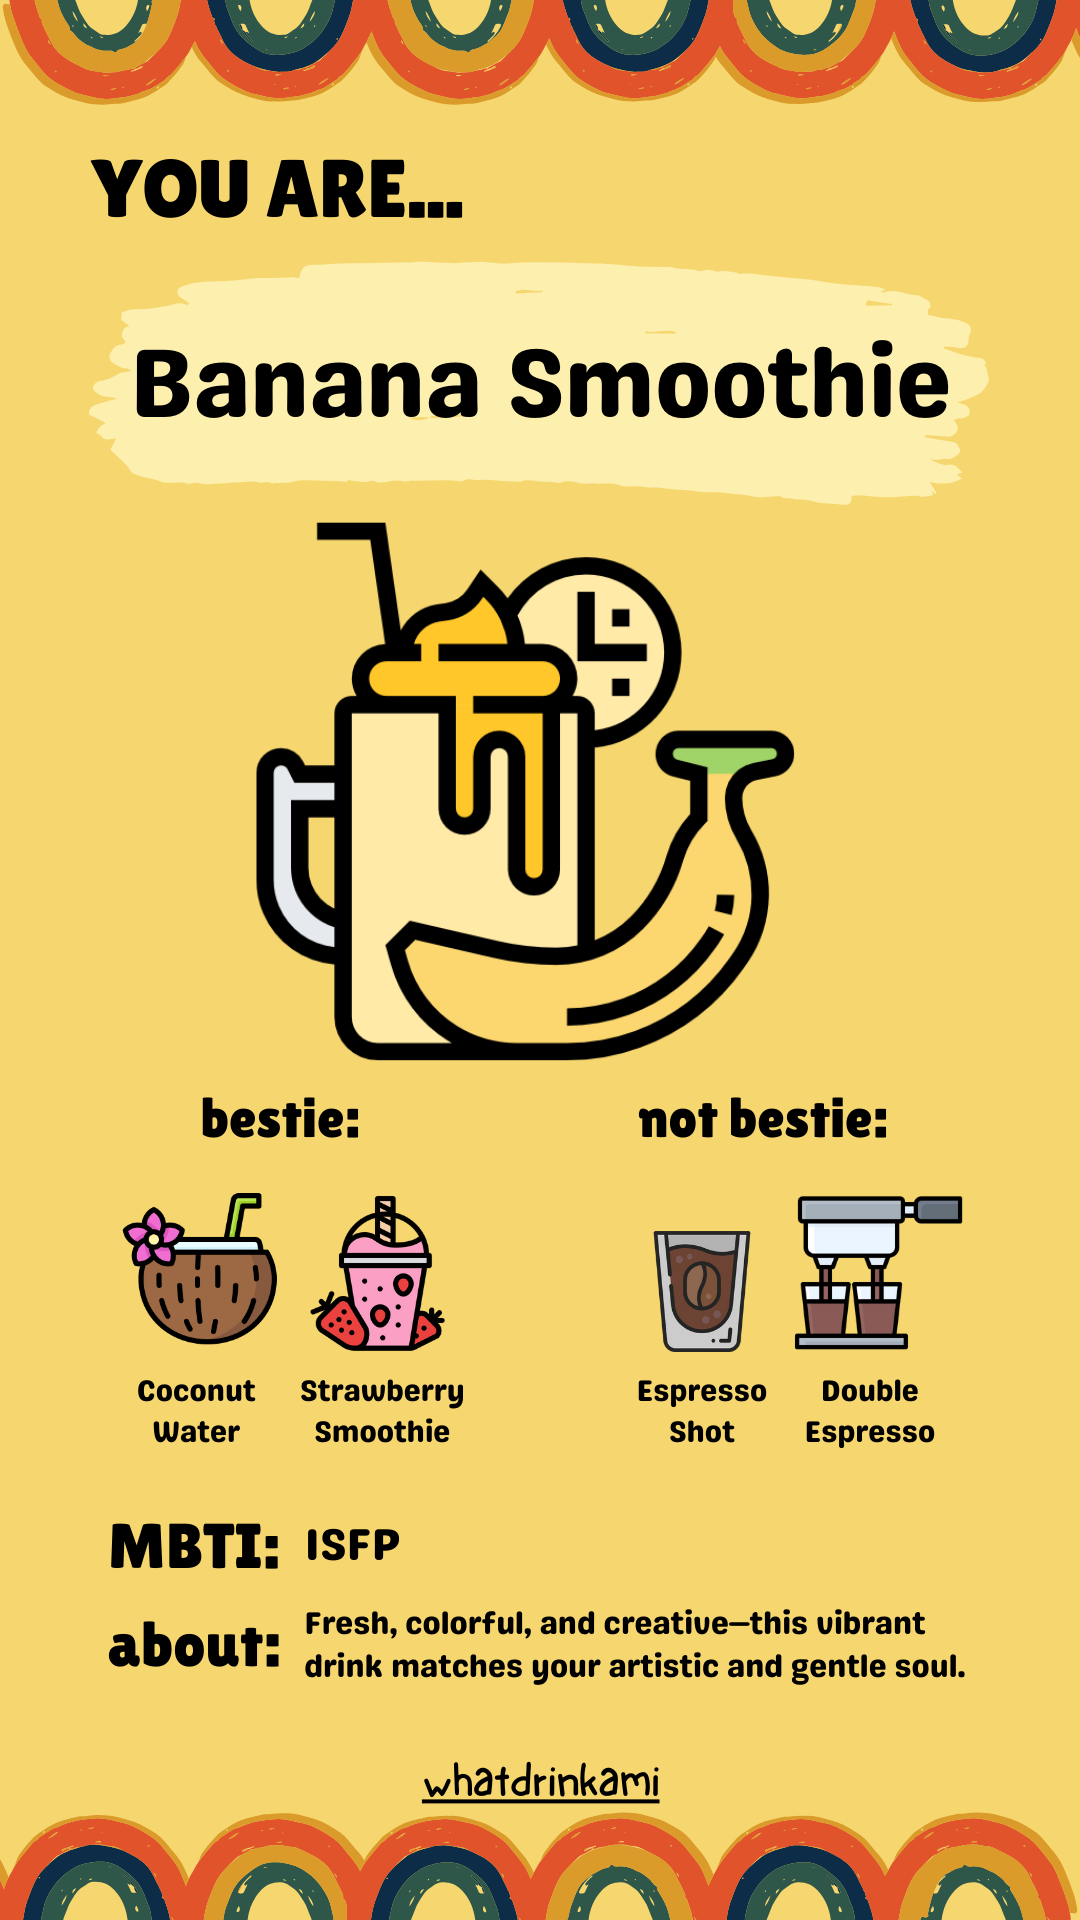 YOU ARE...
Banana Smoothie
bestie:
not bestie:
Coconut
Water
Strawberry
Smoothie
Espresso
Shot
Double
Espresso
MBTI: ISFP
about: Fresh, colorful, and creative—this vibrant
drink matches your artistic and gentle soul.
whatdrinkami